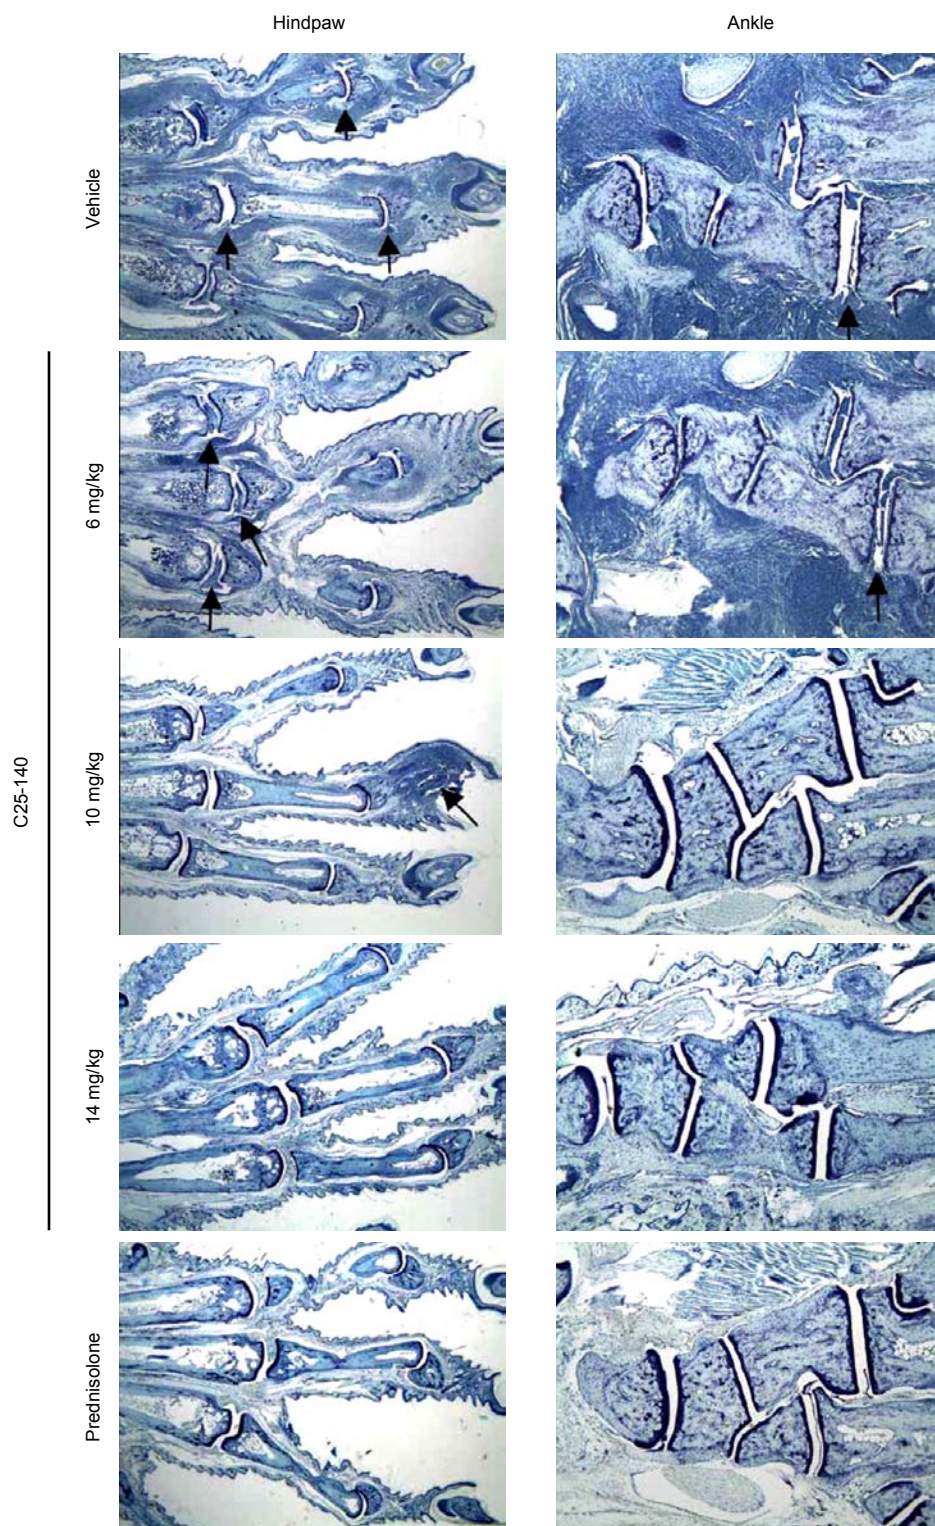 Hindpaw
Ankle
Vehicle
C25-140
6 mg/kg
10 mg/kg
14 mg/kg
Prednisolone